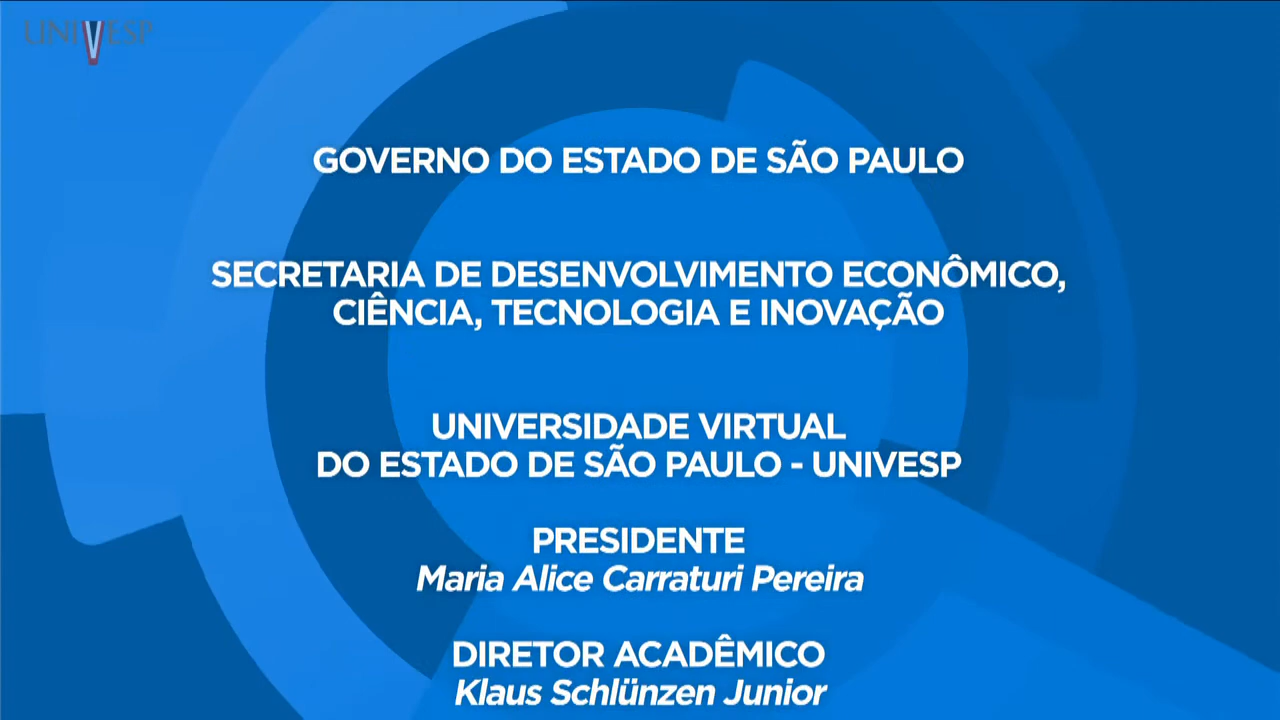 UNIVESP
GOVERNO DO ESTADO DE SÃO PAULO
SECRETARIA DE DESENVOLVIMENTO ECONÔMICO,
CIÊNCIA, TECNOLOGIA E INOVAÇÃO
UNIVERSIDADE VIRTUAL
DO ESTADO DE SÃO PAULO - UNIVESP
PRESIDENTE
Maria Alice Carraturi Pereira
DIRETOR ACADÊMICO
Klaus Schlünzen Junior